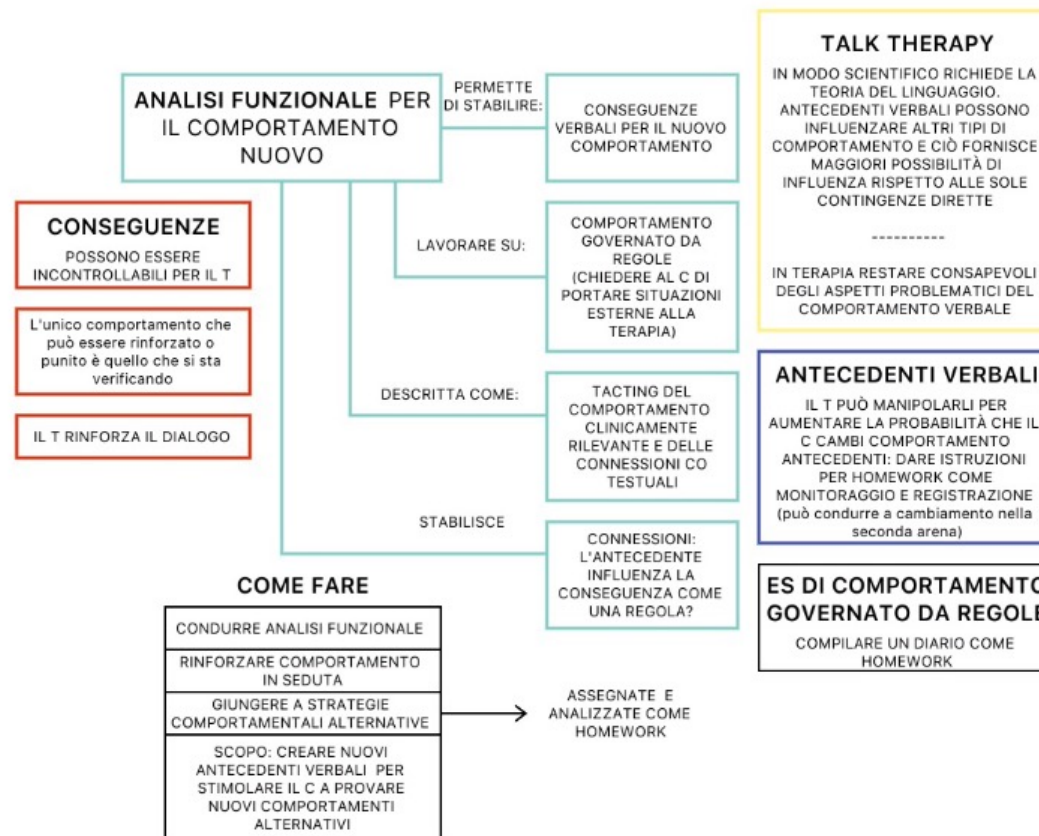 ANALISI FUNZIONALE PER
IL COMPORTAMENTO
NUOVO
PERMETTE
DI STABILIRE:
CONSEGUENZE
VERBALI PER IL NUOVO
COMPORTAMENTO
LAVORARE SU:
COMPORTAMENTO
GOVERNATO DA
REGOLE
(CHIEDERE AL C DI
PORTARE SITUAZIONI
ESTERNE ALLA
TERAPIA)
DESCRITTA COME:
TACTING DEL
COMPORTAMENTO
CLINICAMENTE
RILEVANTE E DELLE
CONNESSIONI CO
TESTUALI
STABILISCE
CONNESSIONI:
L'ANTECEDENTE
INFLUENZA LA
CONSEGUENZA COME
UNA REGOLA?
CONSEGUENZE
POSSONO ESSERE
INCONTROLLABILI PER IL T
L'unico comportamento che
può essere rinforzato o
punito è quello che si sta
verificando
IL T RINFORZA IL DIALOGO
COME FARE
CONDURRE ANALISI FUNZIONALE
RINFORZARE COMPORTAMENTO
IN SEDUTA
GIUNGERE A STRATEGIE
COMPORTAMENTALI ALTERNATIVE
SCOPO: CREARE NUOVI
ANTECEDENTI VERBALI PER
STIMOLARE IL C A PROVARE
NUOVI COMPORTAMENTI
ALTERNATIVI
ASSEGNATE E
ANALIZZATE COME
HOMEWORK
TALK THERAPY
IN MODO SCIENTIFICO RICHIEDE LA
TEORIA DEL LINGUAGGIO.
ANTECEDENTI VERBALI POSSONO
INFLUENZARE ALTRI TIPI DI
COMPORTAMENTO E CIÒ FORNISCE
MAGGIORI POSSIBILITÀ DI
INFLUENZA RISPETTO ALLE SOLE
CONTINGENZE DIRETTE
----------
IN TERAPIA RESTARE CONSAPEVOLI
DEGLI ASPETTI PROBLEMATICI DEL
COMPORTAMENTO VERBALE
ANTECEDENTI VERBALI
IL T PUÒ MANIPOLARLI PER
AUMENTARE LA PROBABILITÀ CHE IL
C CAMBI COMPORTAMENTO
ANTECEDENTI: DARE ISTRUZIONI
PER HOMEWORK COME
MONITORAGGIO E REGISTRAZIONE
(può condurre a cambiamento nella
seconda arena)
ES DI COMPORTAMENTO
GOVERNATO DA REGOLE
COMPILARE UN DIARIO COME
HOMEWORK